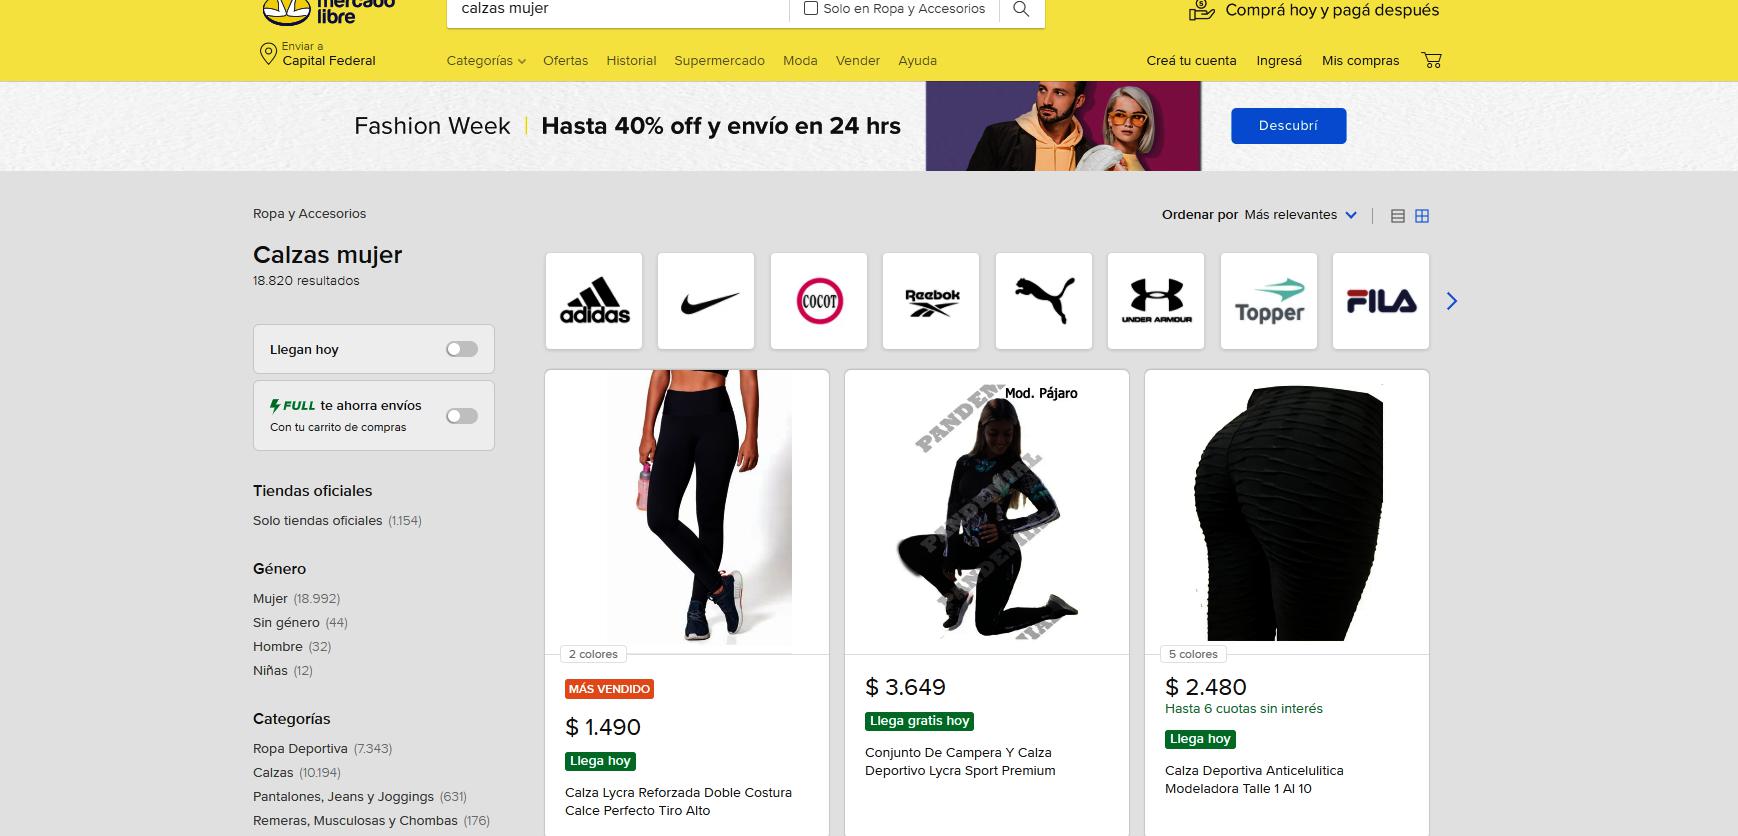 mercado
libre
calzas mujer
Solo en Ropa y Accesorios
Comprá hoy y pagá después
Enviar a
Capital Federal
Categorías
Ofertas
Historial
Supermercado
Moda
Vender
Ayuda
Creá tu cuenta
Ingresá
Mis compras
Fashion Week | Hasta 40% off y envío en 24 hrs
Descubrí
Ropa y Accesorios
Ordenar por Más relevantes
Calzas mujer
18.820 resultados
adidas
COCOT
Reebok
UNDER ARMOUR
Topper
FILA
Llegan hoy
FULL te ahorra envíos
Con tu carrito de compras
Tiendas oficiales
Solo tiendas oficiales (1.154)
Género
Mujer (18.992)
Sin género (44)
Hombre (32)
Niñas (12)
Categorías
Ropa Deportiva (7.343)
Calzas (10.194)
Pantalones, Jeans y Joggings (631)
Remeras, Musculosas y Chombas (176)
2 colores
MÁS VENDIDO
$ 1.490
Llega hoy
Calza Lycra Reforzada Doble Costura
Calce Perfecto Tiro Alto
Mod. Pájaro
PANDEMIAL
$ 3.649
Llega gratis hoy
Conjunto De Campera Y Calza
Deportivo Lycra Sport Premium
5 colores
$ 2.480
Hasta 6 cuotas sin interés
Llega hoy
Calza Deportiva Anticelulitica
Modeladora Talle 1 Al 10